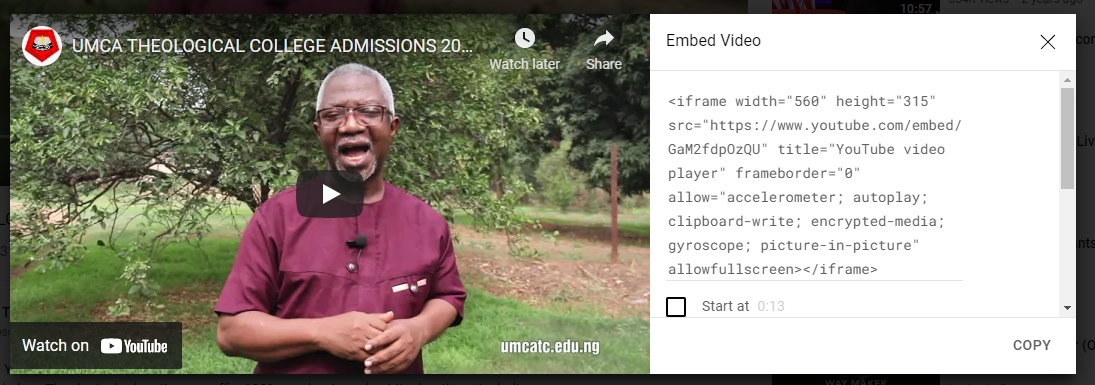 10:57
UMCA THEOLOGICAL COLLEGE ADMISSIONS 20...
Watch later
Share
Embed Video
<iframe width="560" height="315"
src="https://www.youtube.com/embed/
GaM2fdpOzQU" title="YouTube video
player" frameborder="0"
allow="accelerometer; autoplay;
clipboard-write; encrypted-media;
gyroscope; picture-in-picture"
allowfullscreen></iframe>
Start at 0:13
Watch on YouTube
umcatc.edu.ng
COPY
WAY MAKER